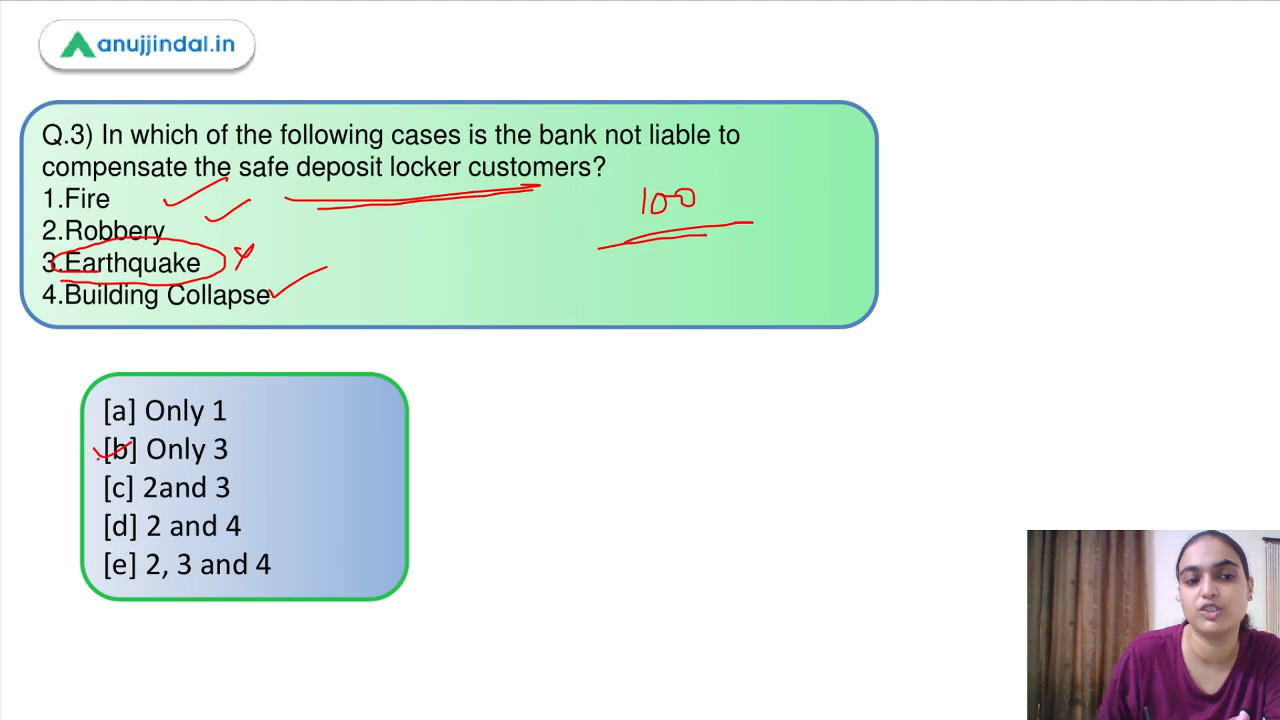 anujjindal.in
Q.3) In which of the following cases is the bank not liable to
compensate the safe deposit locker customers?
1.Fire
100
2.Robbery
3.Earthquake
4.Building Collapse
[a] Only 1
[b] Only 3
[c] 2and 3
[d] 2 and 4
[e] 2, 3 and 4